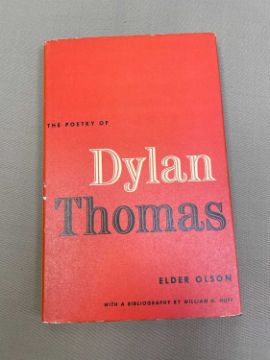 THE POETRY OF
Dylan
Thomas
ELDER OLSON
WITH A BIBLIOGRAPHY BY WILLIAM H. HUFF